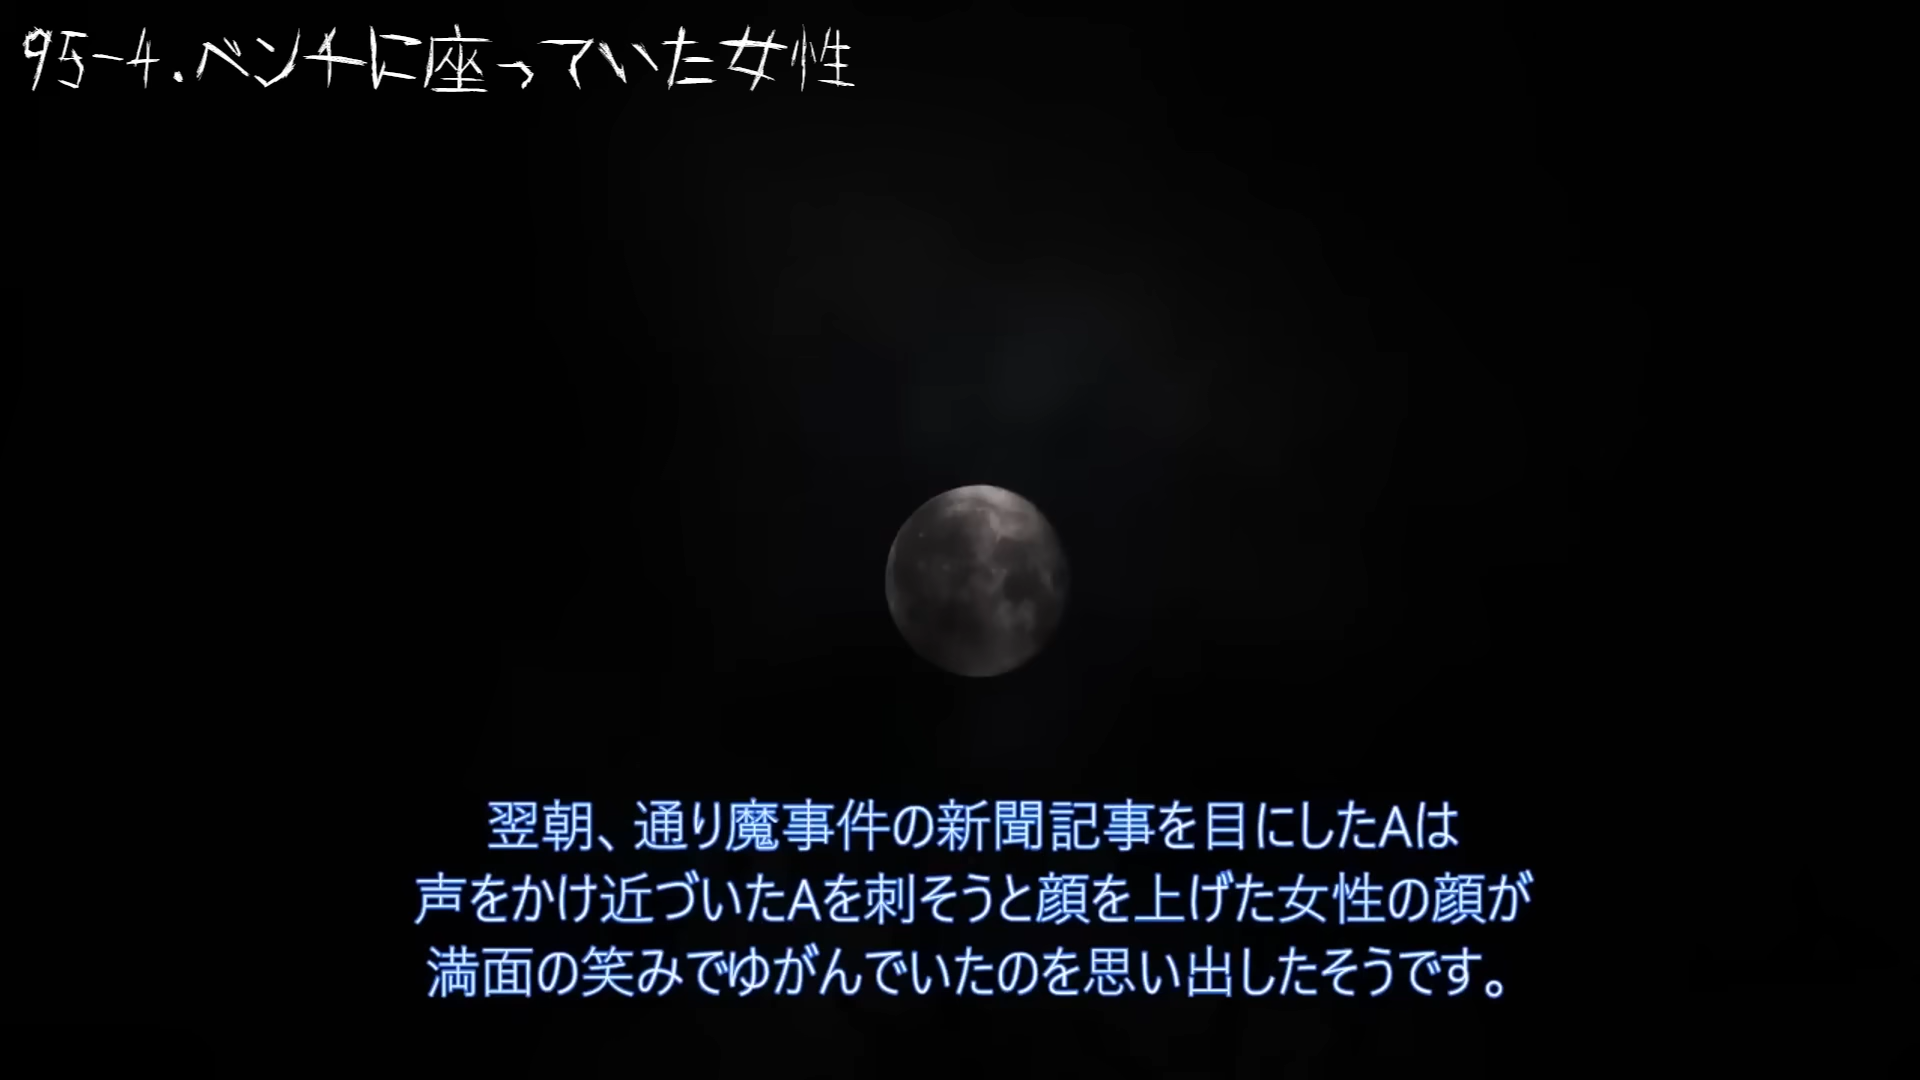 95-4.ベンチに座っていた女性
翌朝、通り魔事件の新聞記事を目にしたAは
声をかけ近づいたAを刺そうと顔を上げた女性の顔が
満面の笑みでゆがんでいたのを思い出したそうです。